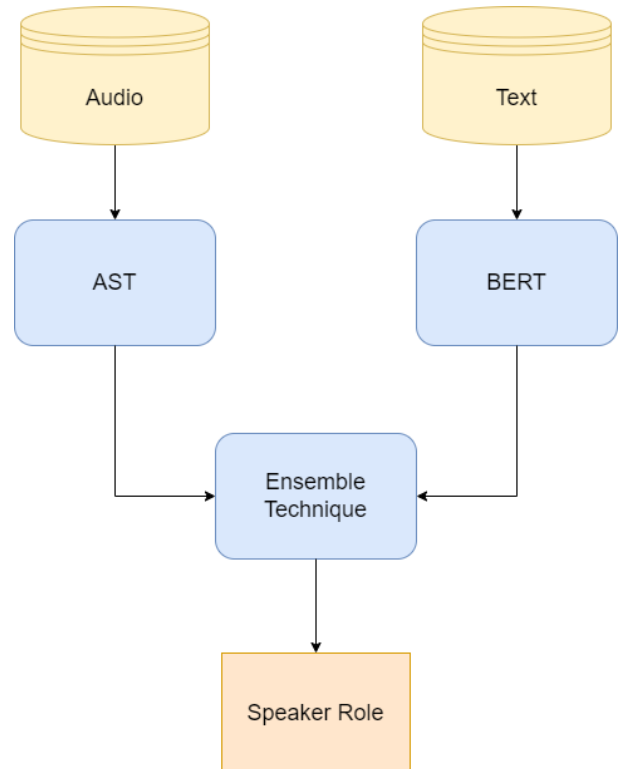 Audio
Text
AST
BERT
Ensemble
Technique
Speaker Role